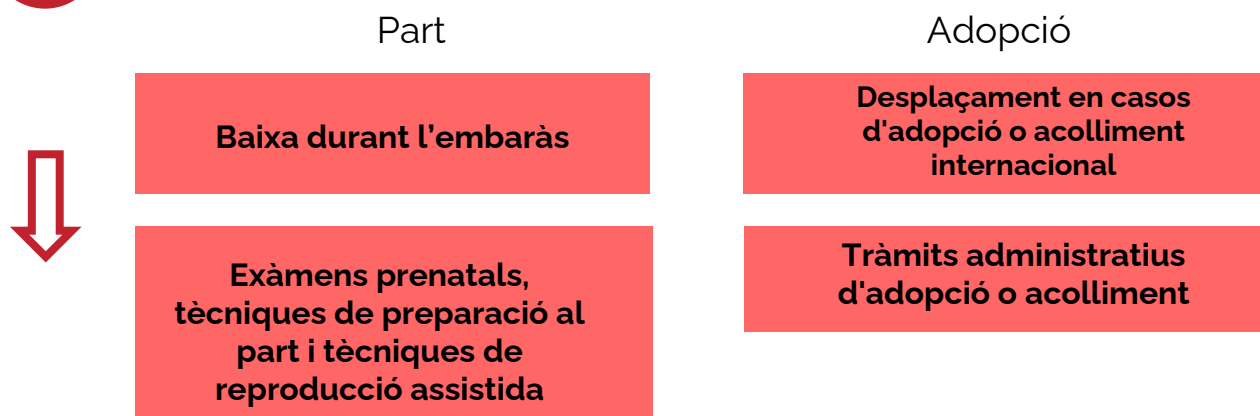 Part
Adopció
Baixa durant l’embaràs
Desplaçament en casos
d'adopció o acolliment
internacional
Exàmens prenatals,
tècniques de preparació al
part i tècniques de
reproducció assistida
Tràmits administratius
d'adopció o acolliment